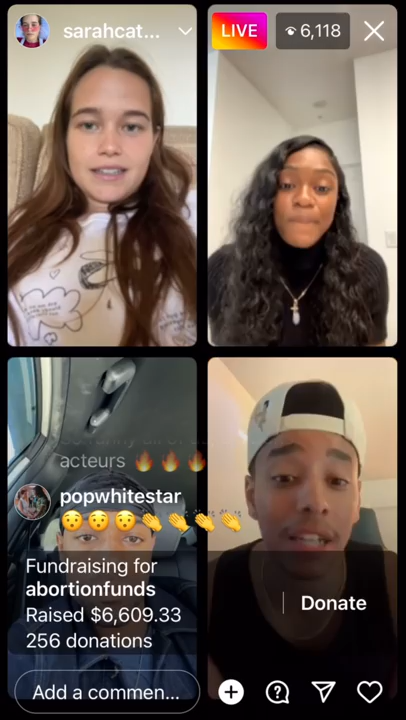 sarahcat...
LIVE
6,118
acteurs 🔥🔥🔥
popwhitestar
😯😯😯👏👏👏👏
Fundraising for
abortionfunds
Raised $6,609.33
256 donations
Donate
Add a commen...